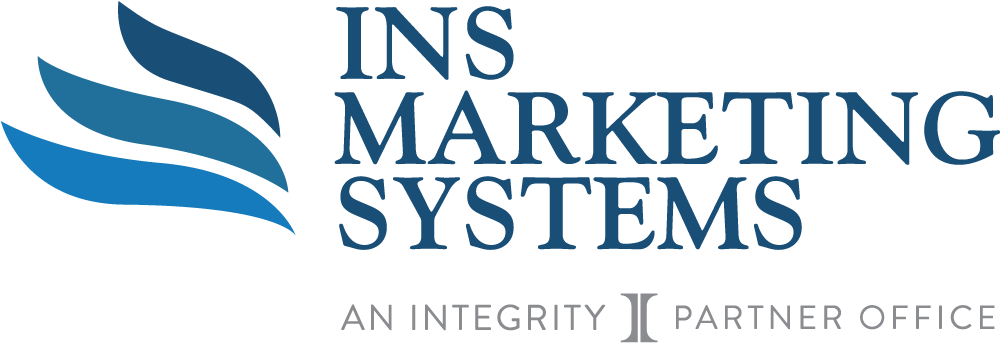 INS
MARKETING
SYSTEMS
AN INTEGRITY PARTNER OFFICE